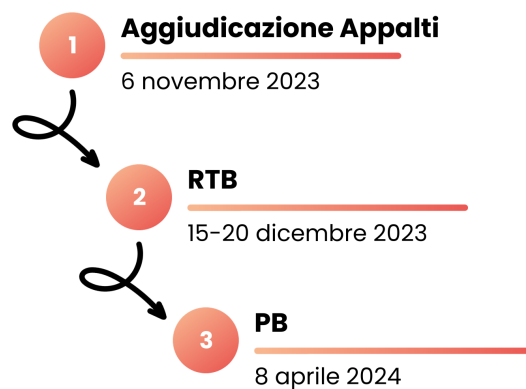 1
Aggiudicazione Appalti
6 novembre 2023
2
RTB
15-20 dicembre 2023
3
PB
8 aprile 2024